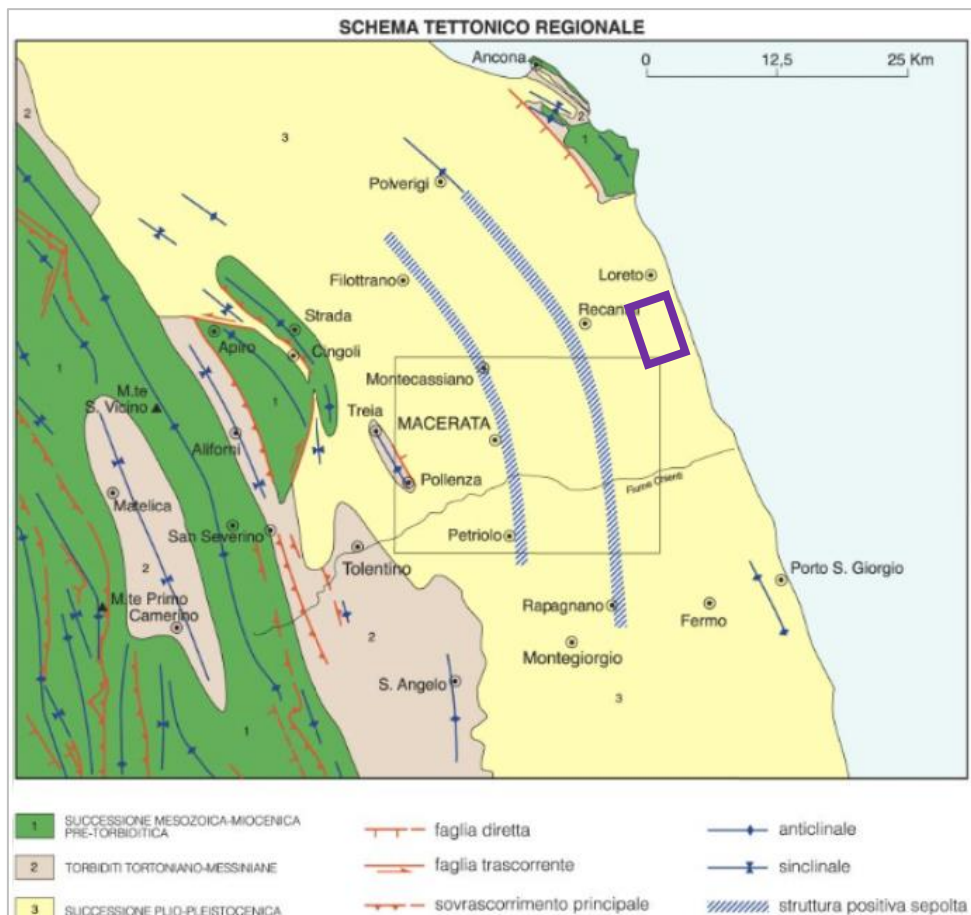 SCHEMA TETTONICO REGIONALE
Ancona
0 12,5 25 Km
2
2
3
1
Polverigi
Filottrano
Loreto
Strada
Apiro
Cingoli
Recanati
1
M.te
S. Vicino
1
Montecassiano
Treia
MACERATA
Aliforni
Pollenza
Fiume Chienti
Matelica
San Severino
Petriolo
Tolentino
Porto S. Giorgio
2
M.te Primo
Camerino
2
Rapagnano
Fermo
Montegiorgio
S. Angelo
3
1
1 SUCCESSIONE MESOZOICA-MIOCENICA
PRE-TORBIDITICA
faglia diretta
anticlinale
2 TORBIDITI TORTONIANO-MESSINIANE
faglia trascorrente
sinclinale
3 SUCCESSIONE PLIO-PLEISTOCENICA
sovrascorrimento principale
struttura positiva sepolta